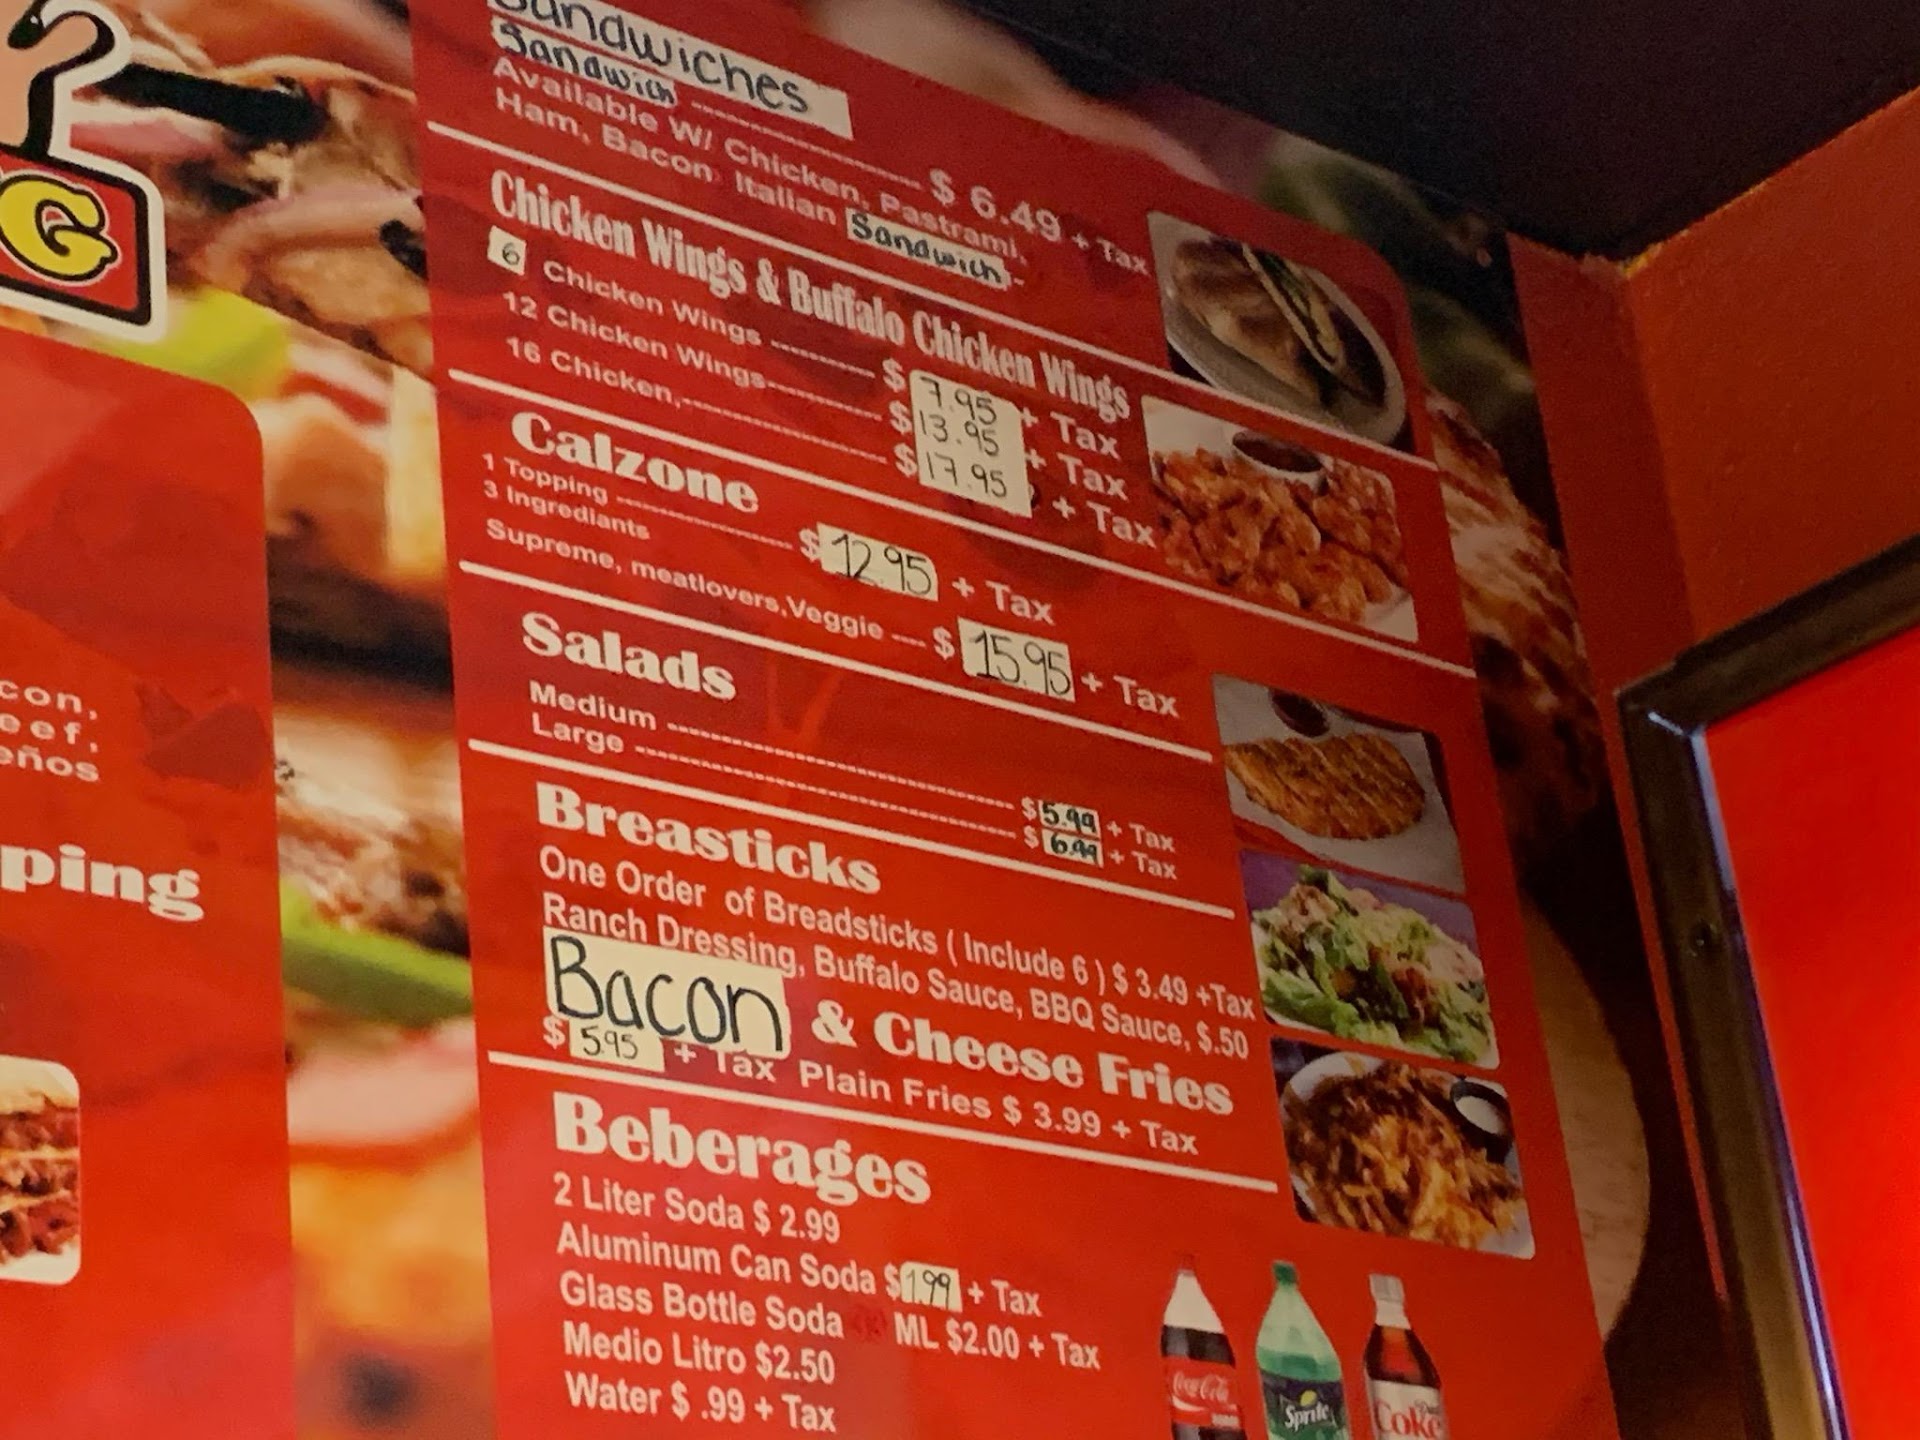 Sandwiches
Sandwich ---------- $ 6.49 + Tax
Available W/ Chicken, Pastrami,
Ham, Bacon Italian Sandwich
Chicken Wings & Buffalo Chicken Wings
6 Chicken Wings ---------- $ 7.95 + Tax
12 Chicken Wings ---------- $ 13.95 + Tax
16 Chicken, ---------- $ 17.95 + Tax
Calzone
1 Topping ---------- $ 12.95 + Tax
3 Ingrediants
Supreme, meatlovers,Veggie ---- $ 15.95 + Tax
Salads
Medium ---------- $ 5.99 + Tax
Large ---------- $ 6.99 + Tax
Breasticks
One Order of Breadsticks ( Include 6 ) $ 3.49 +Tax
Ranch Dressing, Buffalo Sauce, BBQ Sauce, $.50
Bacon & Cheese Fries
$ 5.95 + Tax Plain Fries $ 3.99 + Tax
Beberages
2 Liter Soda $ 2.99
Aluminum Can Soda $1.99 + Tax
Glass Bottle Soda ML $2.00 + Tax
Medio Litro $2.50
Water $ .99 + Tax
G
con,
eef,
eños
ping
Coca-Cola
Sprite
Diet Coke